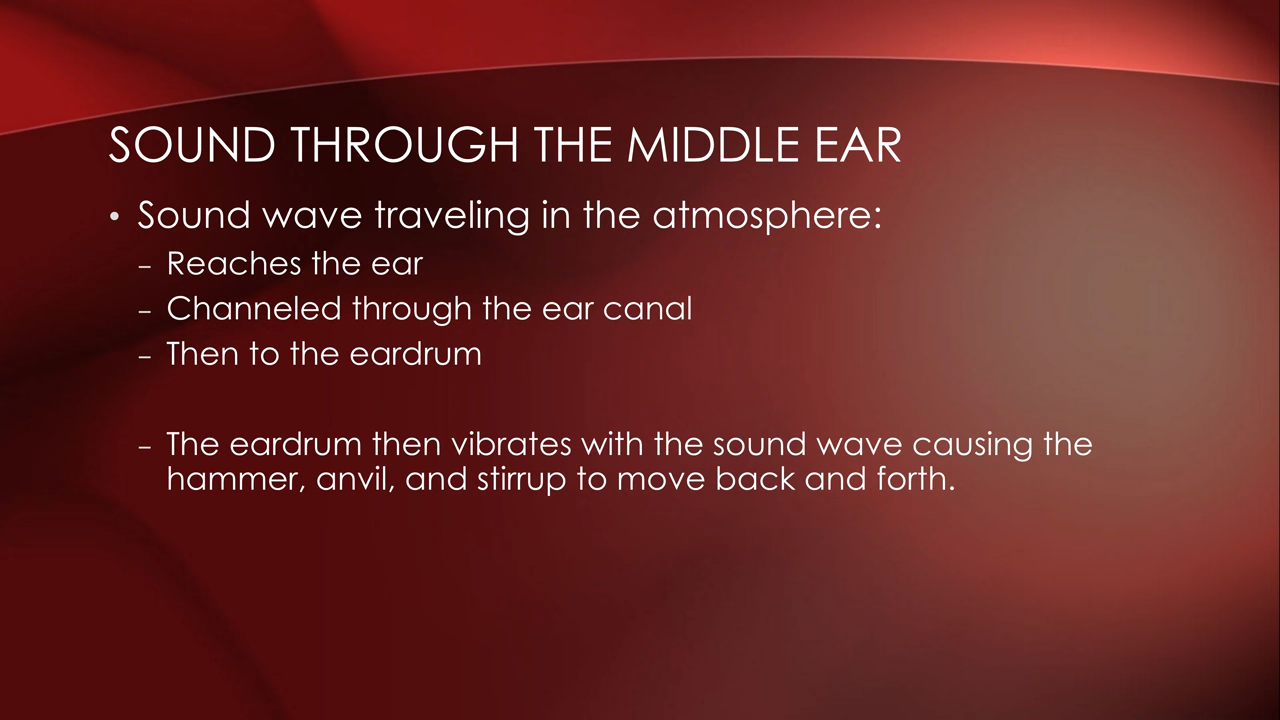 SOUND THROUGH THE MIDDLE EAR
• Sound wave traveling in the atmosphere:
– Reaches the ear
– Channeled through the ear canal
– Then to the eardrum
– The eardrum then vibrates with the sound wave causing the
hammer, anvil, and stirrup to move back and forth.